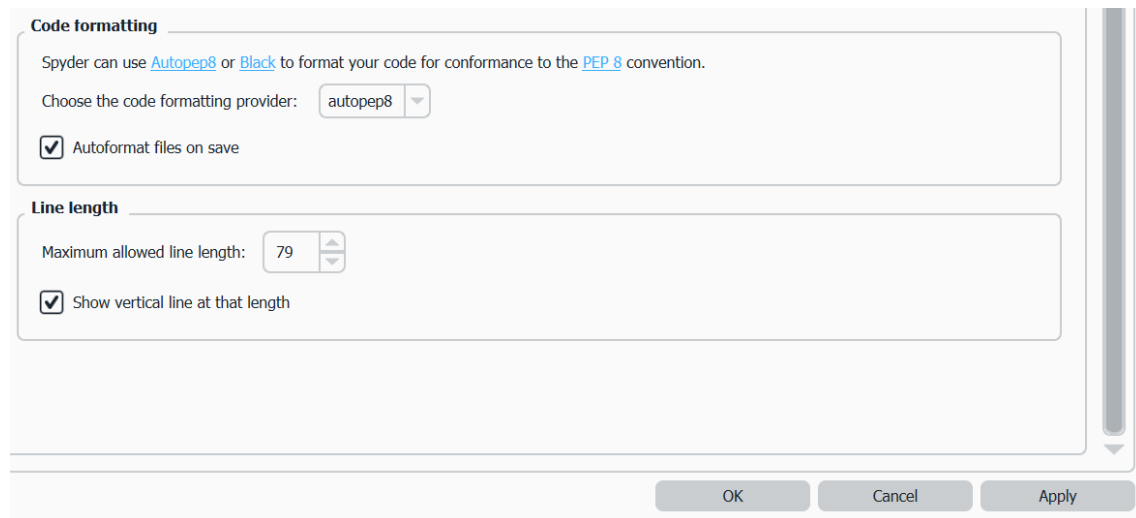 Code formatting
Spyder can use Autopep8 or Black to format your code for conformance to the PEP 8 convention.
Choose the code formatting provider: autopep8
Autoformat files on save
Line length
Maximum allowed line length: 79
Show vertical line at that length
OK Cancel Apply